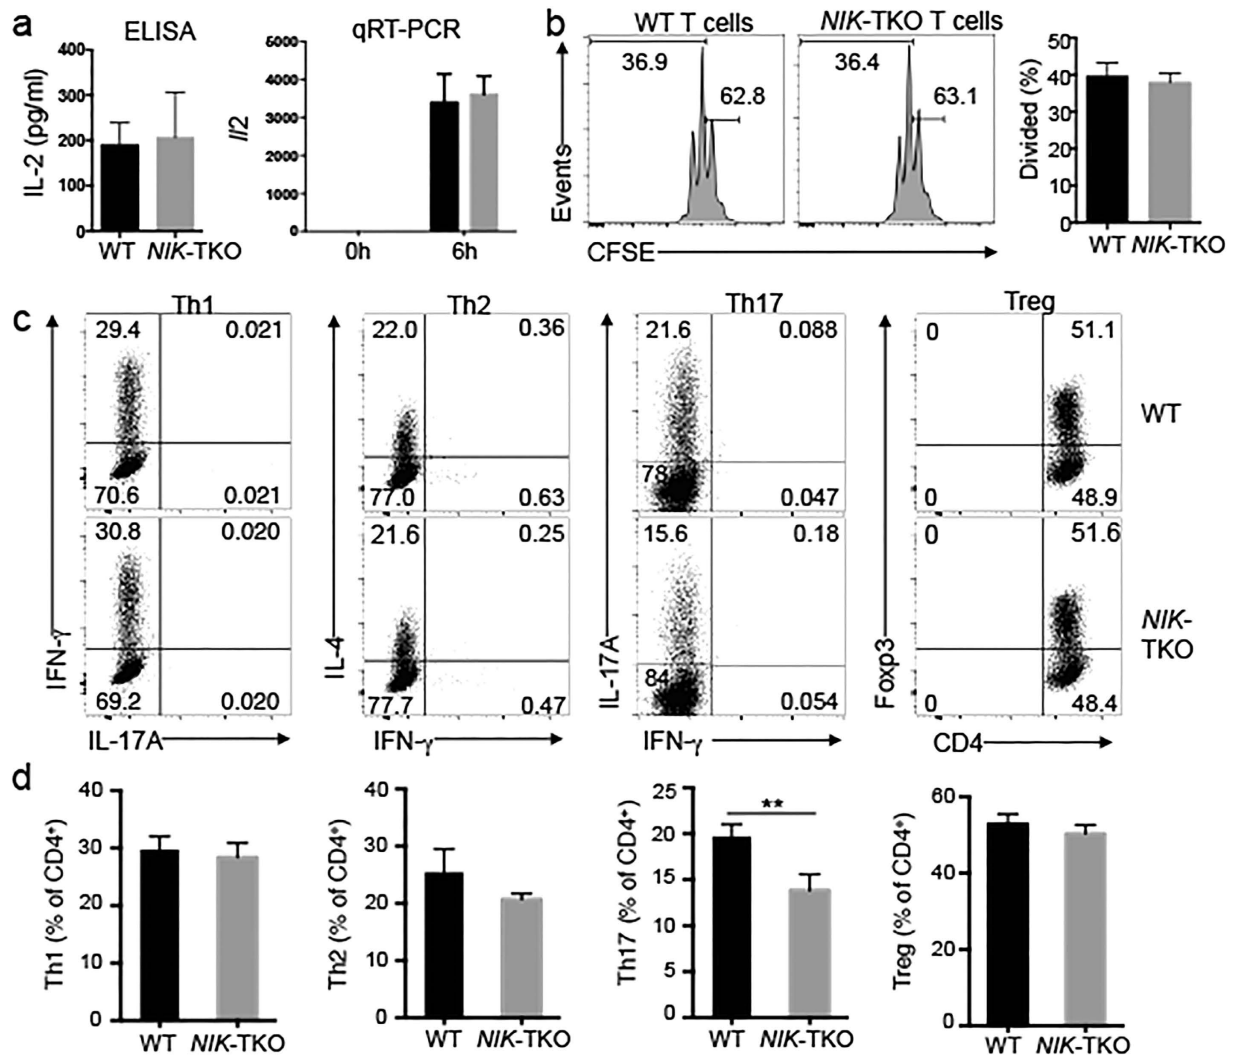 a
ELISA
IL-2 (pg/ml)
400
300
200
100
0
WT NIK-TKO
qRT-PCR
Il2
6000
5000
4000
3000
2000
1000
0
0h 6h
b
WT T cells
NIK-TKO T cells
Events
36.9
62.8
36.4
63.1
CFSE
Divided (%)
50
40
30
20
10
0
WT NIK-TKO
c
Th1
Th2
Th17
Treg
29.4 0.021
22.0 0.36
21.6 0.088
0 51.1
WT
70.6 0.021
77.0 0.63
78 0.047
0 48.9
30.8 0.020
21.6 0.25
15.6 0.18
0 51.6
NIK-
TKO
69.2 0.020
77.7 0.47
84 0.054
0 48.4
IFN-γ
IL-4
IL-17A
Foxp3
IL-17A
IFN-γ
IFN-γ
CD4
d
Th1 (% of CD4⁺)
40
30
20
10
0
WT NIK-TKO
Th2 (% of CD4⁺)
40
30
20
10
0
WT NIK-TKO
Th17 (% of CD4⁺)
25
20
15
10
5
0
**
WT NIK-TKO
Treg (% of CD4⁺)
60
40
20
0
WT NIK-TKO